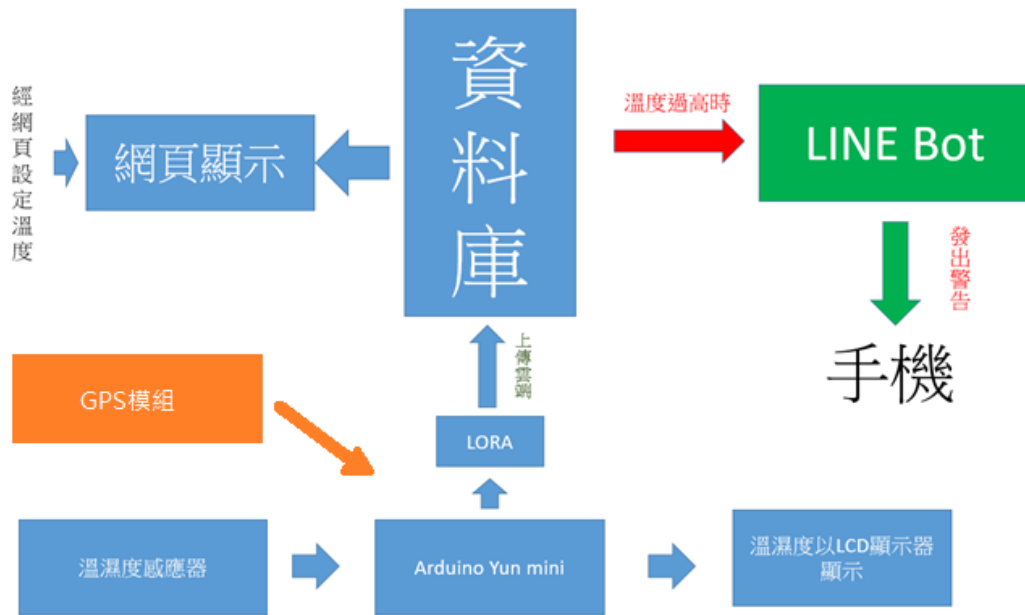 經網頁設定溫度
網頁顯示
資料庫
溫度過高時
LINE Bot
發出警告
手機
上傳雲端
GPS模組
LORA
溫濕度感應器
Arduino Yun mini
溫濕度以LCD顯示器
顯示